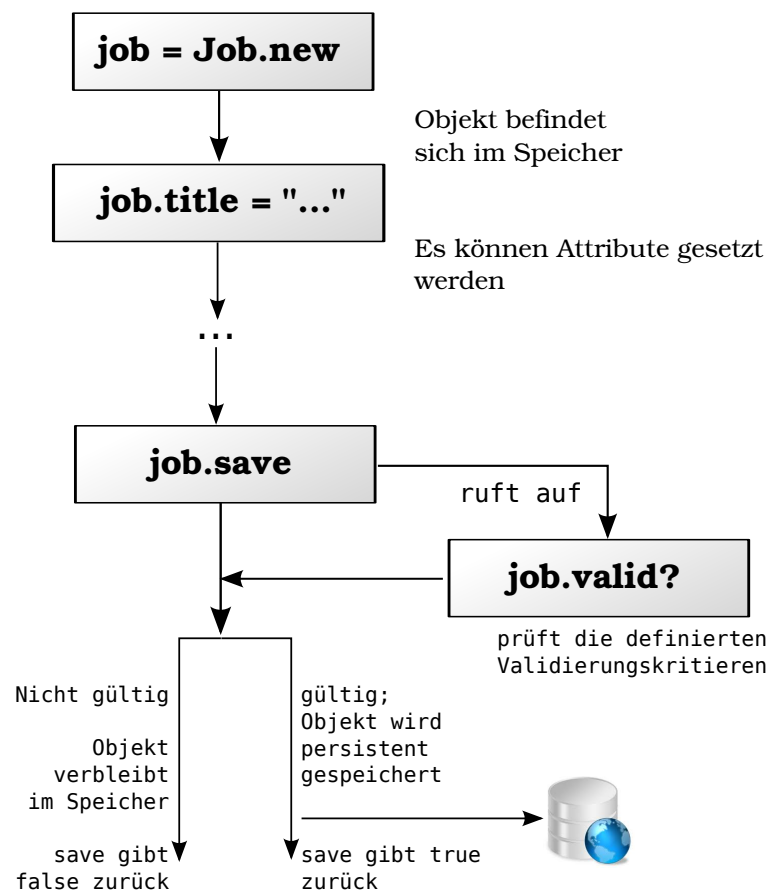 job = Job.new
Objekt befindet
sich im Speicher
job.title = "..."
Es können Attribute gesetzt
werden
...
job.save
ruft auf
job.valid?
prüft die definierten
Validierungskritieren
Nicht gültig
Objekt
verbleibt
im Speicher
save gibt
false zurück
gültig;
Objekt wird
persistent
gespeichert
save gibt true
zurück